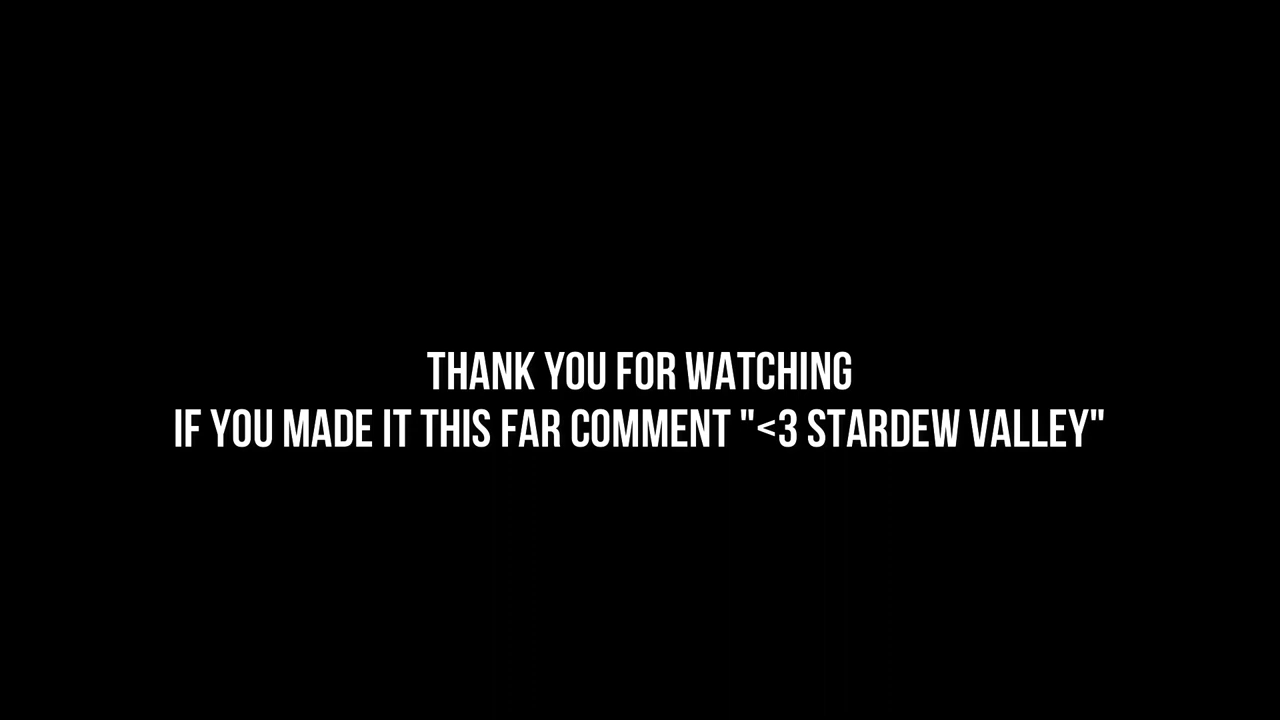 THANK YOU FOR WATCHING
IF YOU MADE IT THIS FAR COMMENT "<3 STARDEW VALLEY"